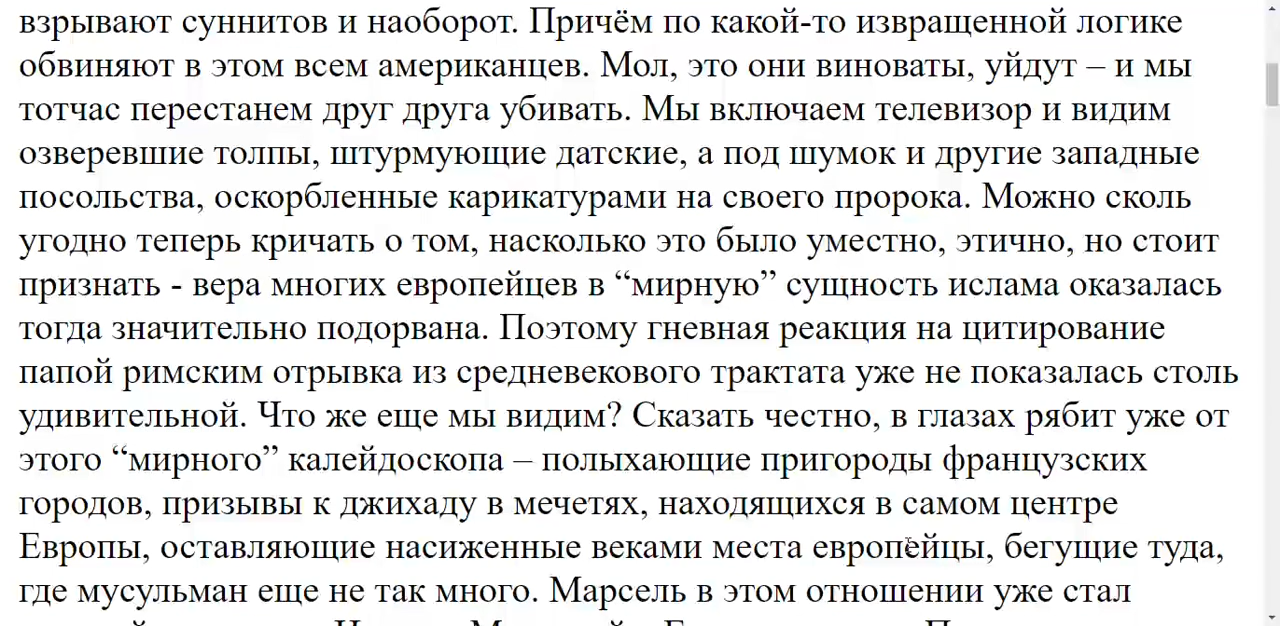 взрывают суннитов и наоборот. Причём по какой-то извращенной логике
обвиняют в этом всем американцев. Мол, это они виноваты, уйдут – и мы
тотчас перестанем друг друга убивать. Мы включаем телевизор и видим
озверевшие толпы, штурмующие датские, а под шумок и другие западные
посольства, оскорбленные карикатурами на своего пророка. Можно сколь
угодно теперь кричать о том, насколько это было уместно, этично, но стоит
признать - вера многих европейцев в “мирную” сущность ислама оказалась
тогда значительно подорвана. Поэтому гневная реакция на цитирование
папой римским отрывка из средневекового трактата уже не показалась столь
удивительной. Что же еще мы видим? Сказать честно, в глазах рябит уже от
этого “мирного” калейдоскопа – полыхающие пригороды французских
городов, призывы к джихаду в мечетях, находящихся в самом центре
Европы, оставляющие насиженные веками места европейцы, бегущие туда,
где мусульман еще не так много. Марсель в этом отношении уже стал